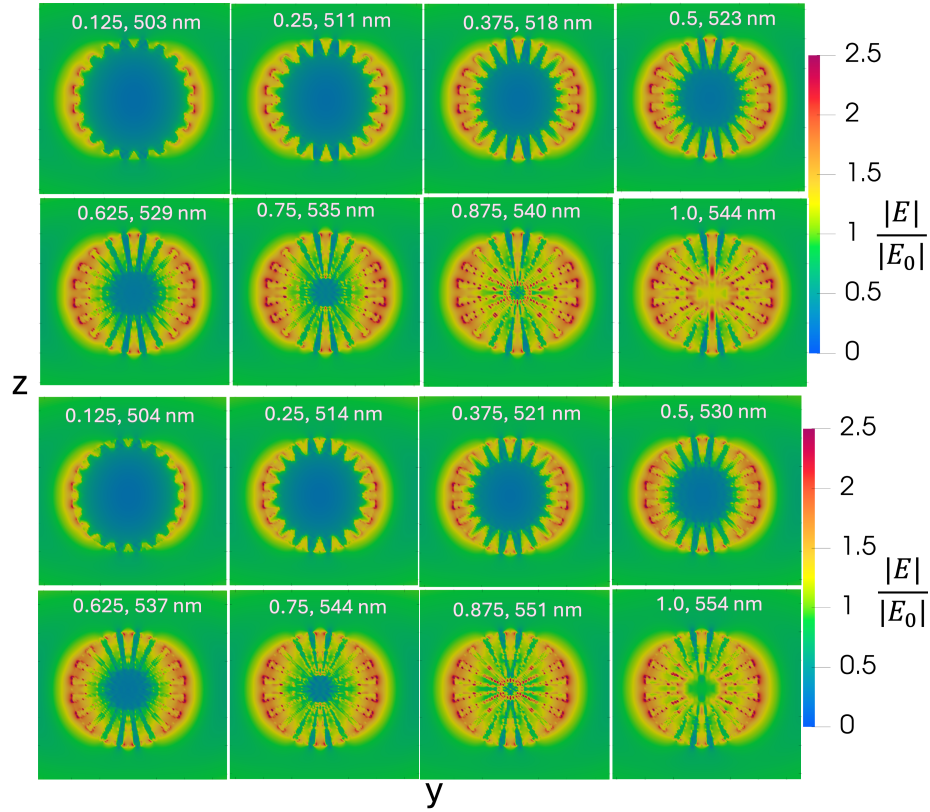 0.125, 503 nm
0.25, 511 nm
0.375, 518 nm
0.5, 523 nm
2.5
2
1.5
1
0.5
0
|E|
|E₀|
0.625, 529 nm
0.75, 535 nm
0.875, 540 nm
1.0, 544 nm
z
0.125, 504 nm
0.25, 514 nm
0.375, 521 nm
0.5, 530 nm
2.5
2
1.5
1
0.5
0
|E|
|E₀|
0.625, 537 nm
0.75, 544 nm
0.875, 551 nm
1.0, 554 nm
y